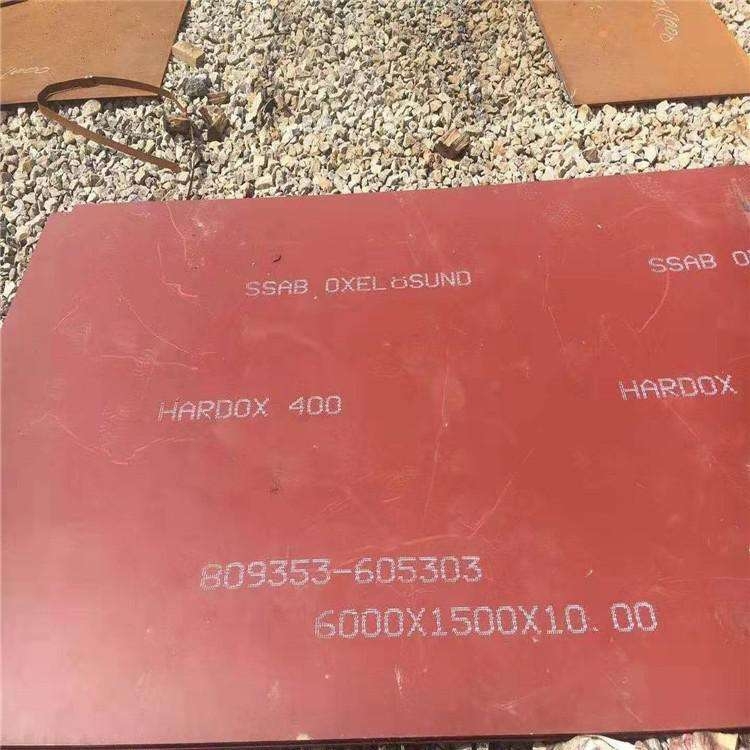 SSAB OXELÖSUND
SSAB O
HARDOX 400
HARDOX
809353-605303
6000X1500X10.00